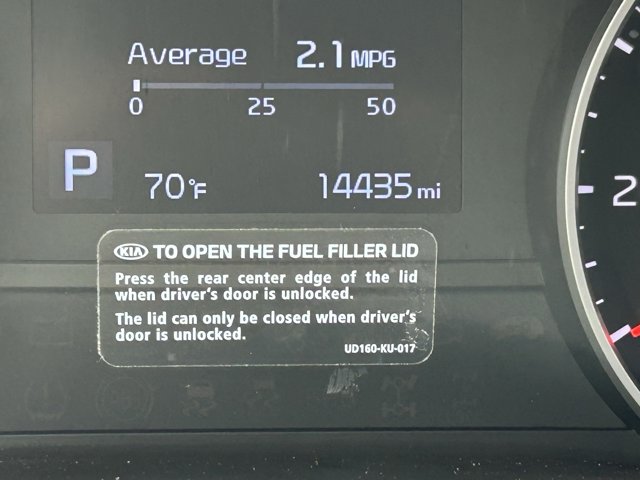 Average 2.1 MPG
0 25 50
P 70°F 14435 mi
2
KIA TO OPEN THE FUEL FILLER LID
Press the rear center edge of the lid
when driver's door is unlocked.
The lid can only be closed when driver's
door is unlocked.
UD160-KU-017